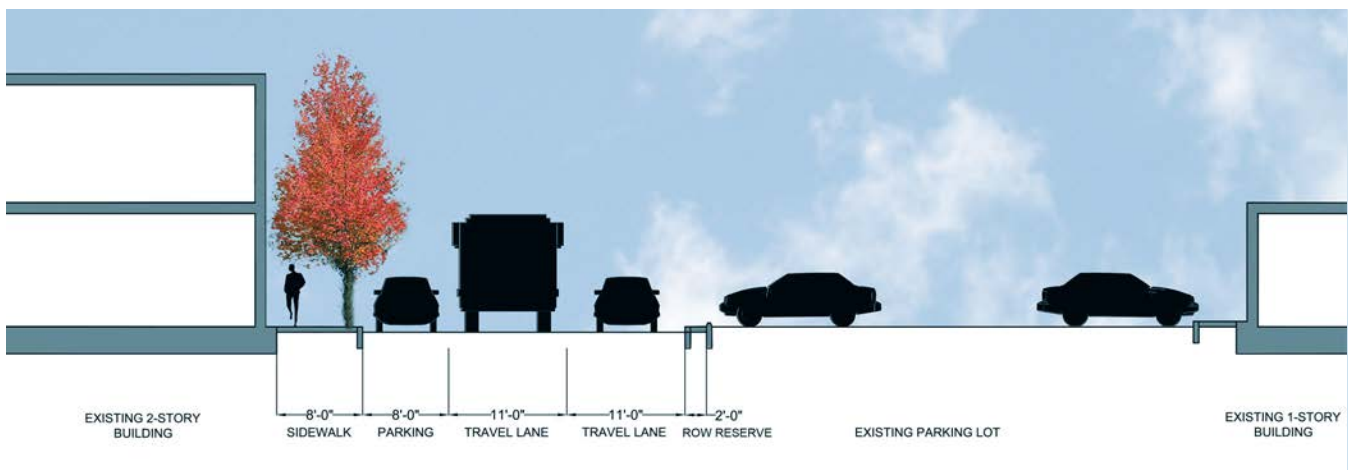 8'-0" 8'-0" 11'-0" 11'-0" 2'-0"
EXISTING 2-STORY
BUILDING
SIDEWALK
PARKING
TRAVEL LANE
TRAVEL LANE
ROW RESERVE
EXISTING PARKING LOT
EXISTING 1-STORY
BUILDING